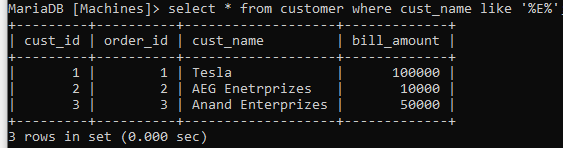 MariaDB [Machines]> select * from customer where cust_name like '%E%'
+---------+----------+-------------------+-------------+
| cust_id | order_id | cust_name         | bill_amount |
+---------+----------+-------------------+-------------+
|       1 |        1 | Tesla             |      100000 |
|       2 |        2 | AEG Enetrprizes   |       10000 |
|       3 |        3 | Anand Enterprizes |       50000 |
+---------+----------+-------------------+-------------+
3 rows in set (0.000 sec)